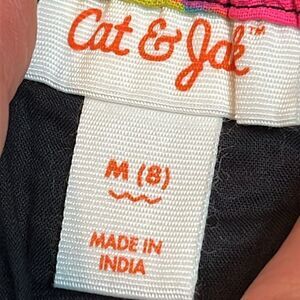 Cat & Jack™
M (8)
MADE IN
INDIA